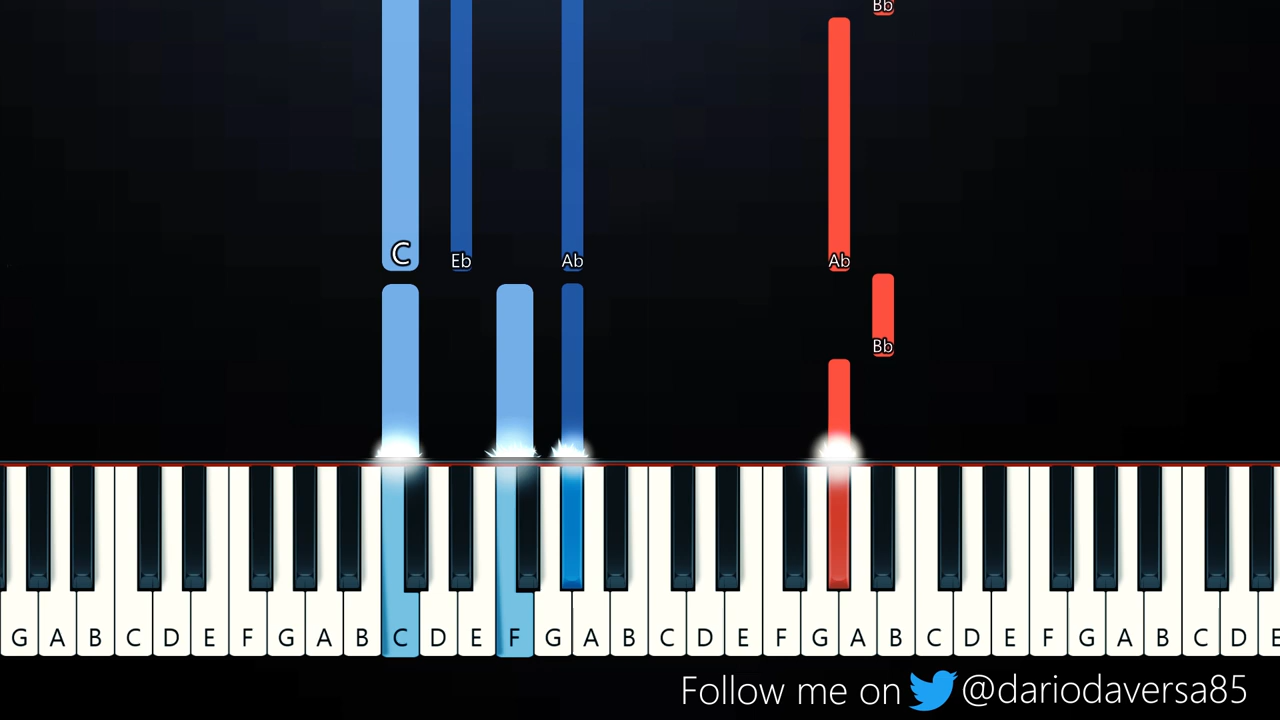 Bb
C Eb Ab Ab
Bb
G A B C D E F G A B C D E F G A B C D E F G A B C D E F G A B C D E
Follow me on @dariodaversa85